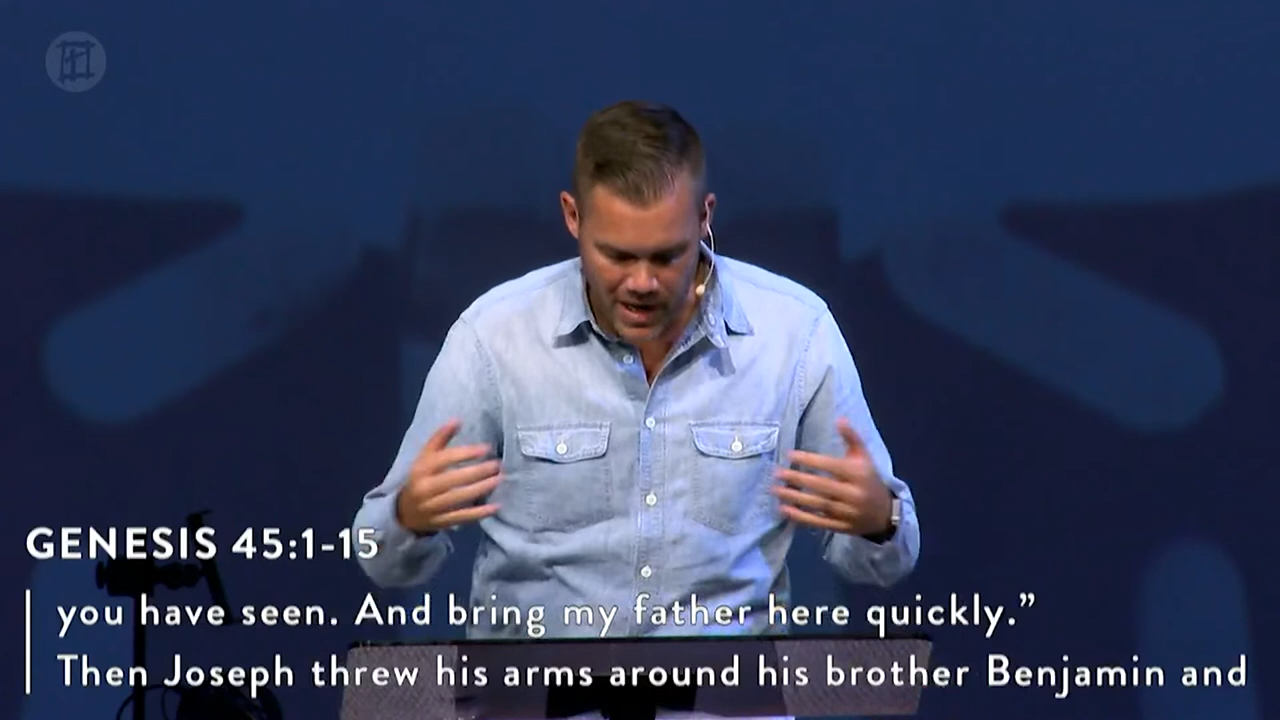 GENESIS 45:1-15
you have seen. And bring my father here quickly.”
Then Joseph threw his arms around his brother Benjamin and